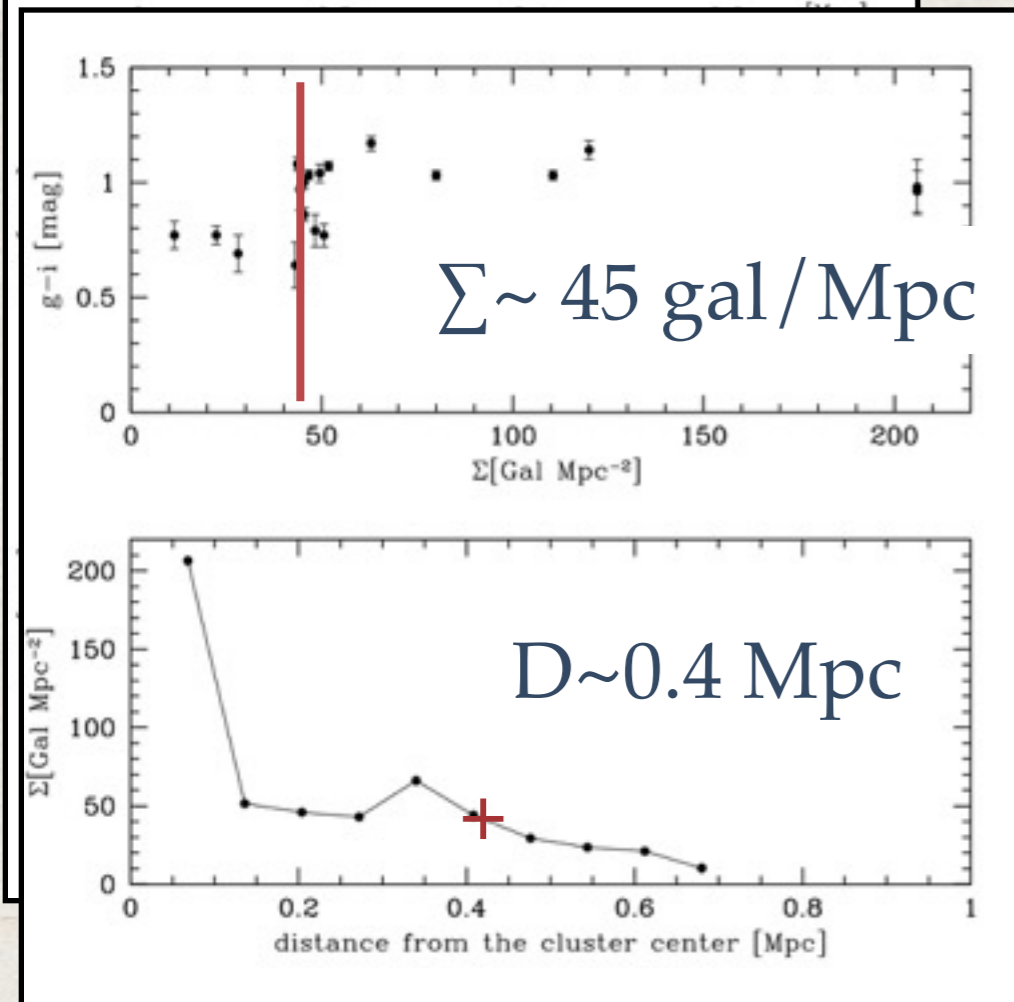 1.5
1
0.5
0
g−i [mag]
∑~ 45 gal/Mpc
0 50 100 150 200
Σ[Gal Mpc⁻²]
200
150
100
50
0
Σ[Gal Mpc⁻²]
D~0.4 Mpc
0 0.2 0.4 0.6 0.8 1
distance from the cluster center [Mpc]